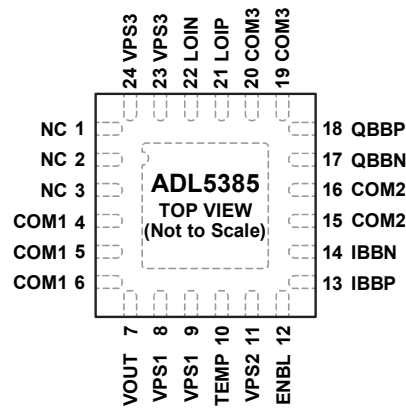 24 VPS3
23 VPS3
22 LOIN
21 LOIP
20 COM3
19 COM3
NC 1
NC 2
NC 3
COM1 4
COM1 5
COM1 6
ADL5385
TOP VIEW
(Not to Scale)
18 QBBP
17 QBBN
16 COM2
15 COM2
14 IBBN
13 IBBP
VOUT 7
VPS1 8
VPS1 9
TEMP 10
VPS2 11
ENBL 12